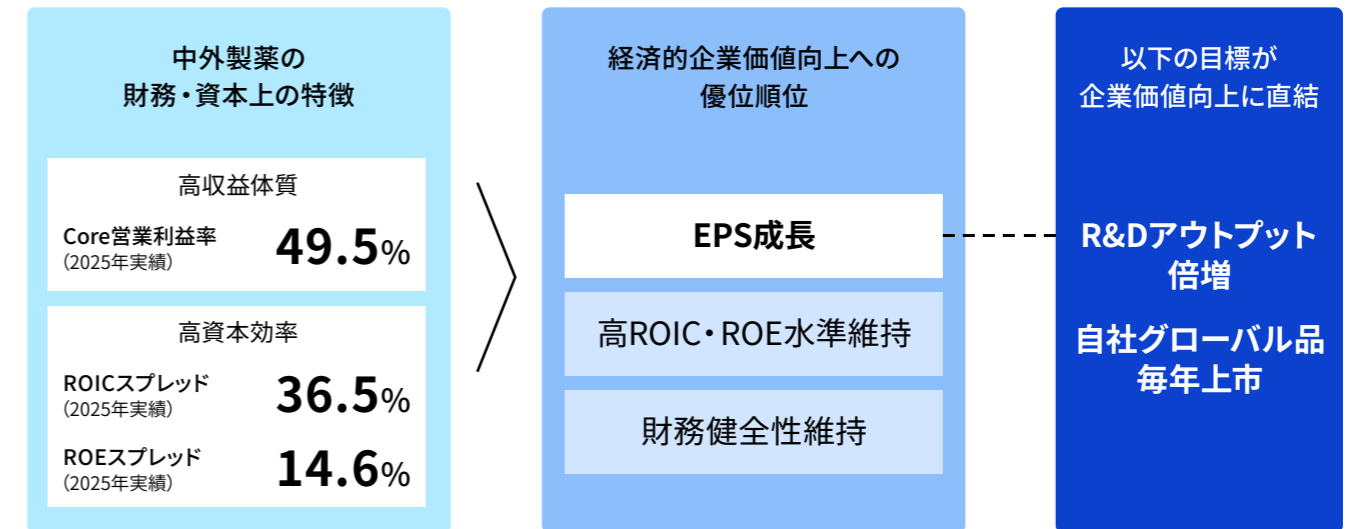 中外製薬の
財務・資本上の特徴
高収益体質
Core営業利益率
(2025年実績)
49.5%
高資本効率
ROICスプレッド
(2025年実績)
36.5%
ROEスプレッド
(2025年実績)
14.6%
経済的企業価値向上への
優位順位
EPS成長
高ROIC・ROE水準維持
財務健全性維持
以下の目標が
企業価値向上に直結
R&Dアウトプット
倍増
自社グローバル品
毎年上市